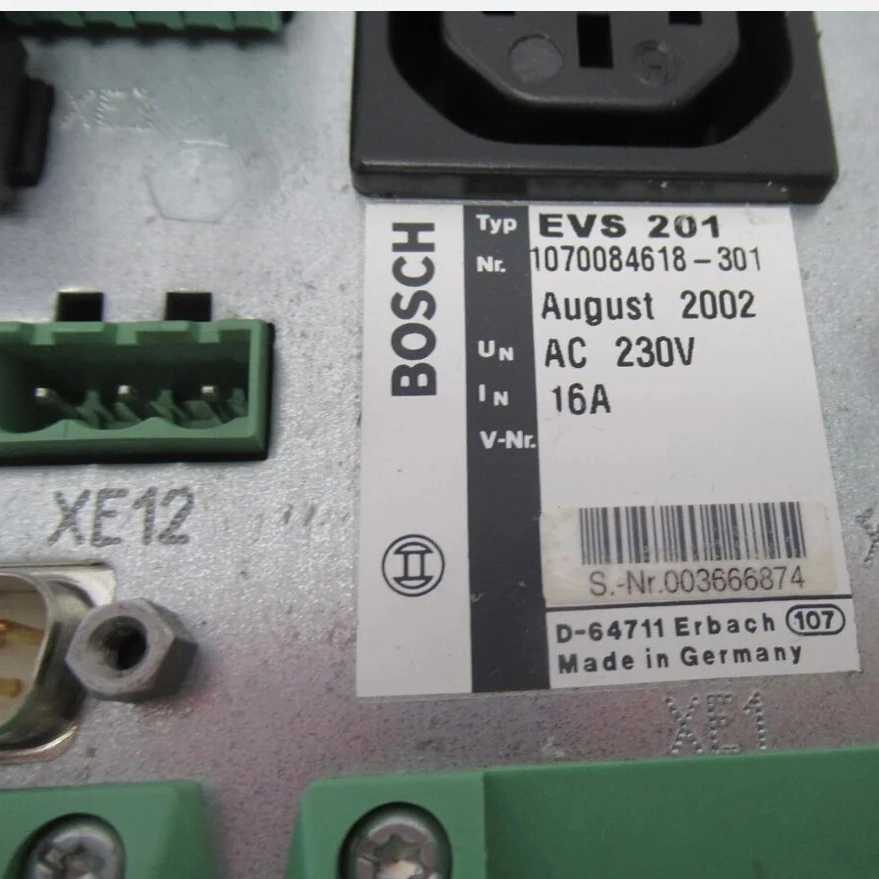 BOSCH
Typ EVS 201
Nr. 1070084618-301
August 2002
UN AC 230V
IN 16A
V-Nr.
S.-Nr.003666874
D-64711 Erbach 107
Made in Germany
XE12
XE1